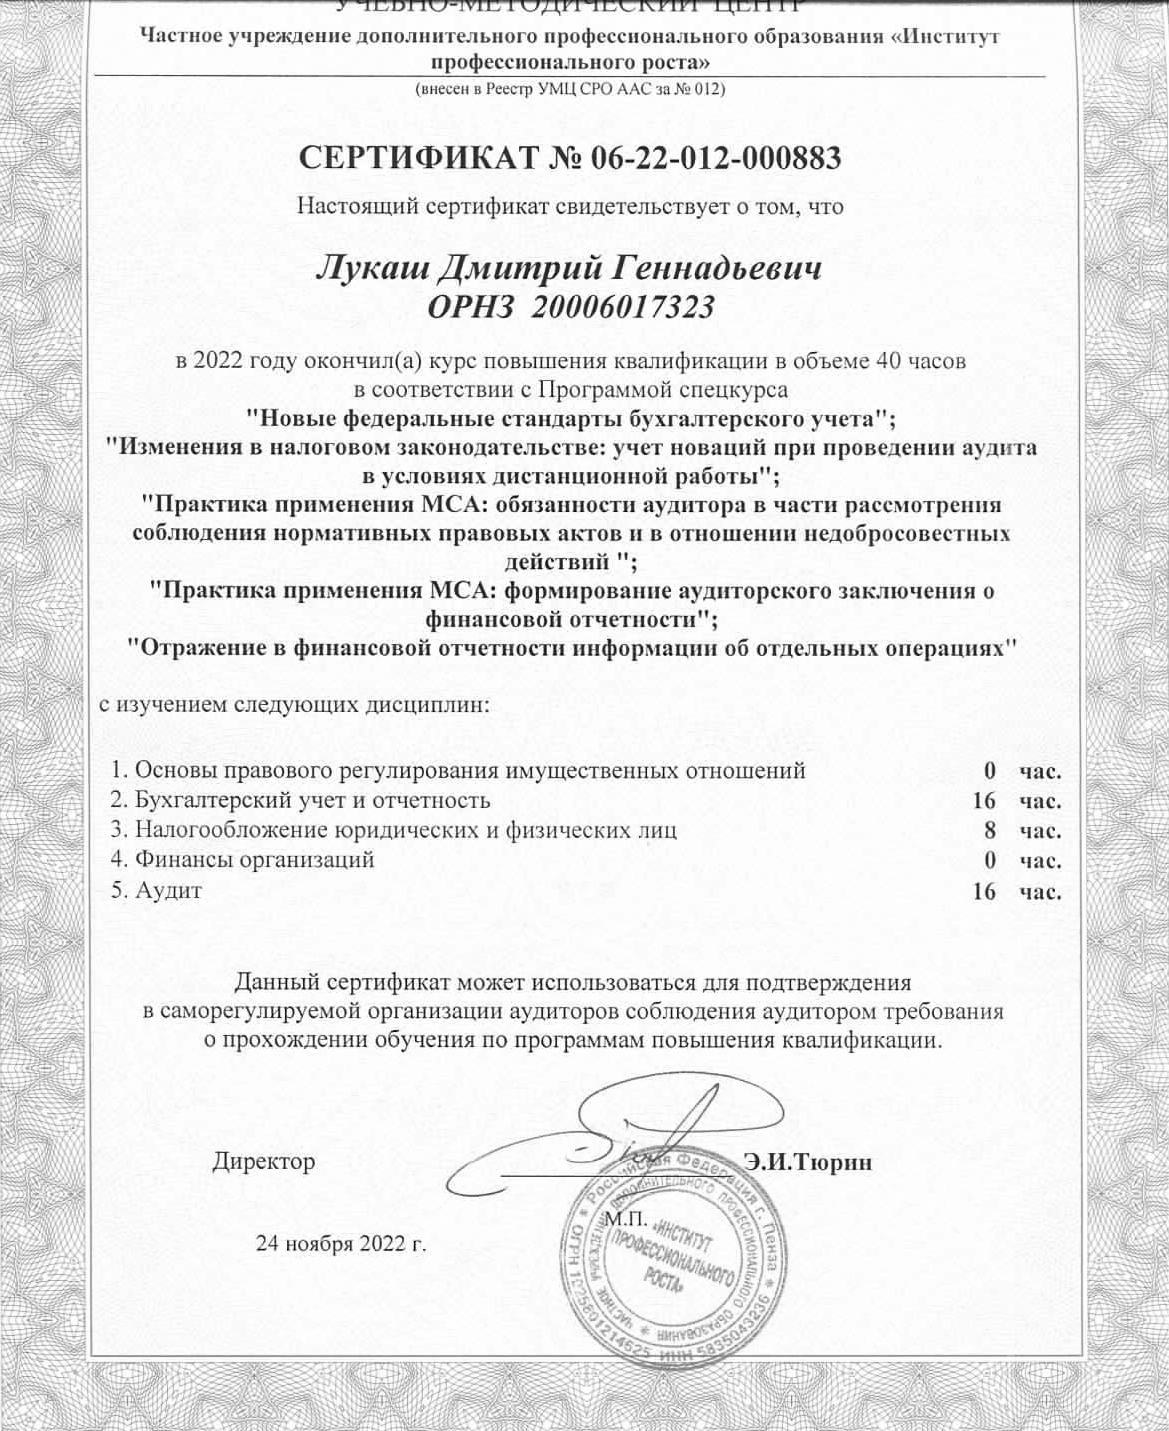 УЧЕБНО-МЕТОДИЧЕСКИЙ ЦЕНТР
Частное учреждение дополнительного профессионального образования «Институт
профессионального роста»
(внесен в Реестр УМЦ СРО ААС за № 012)
СЕРТИФИКАТ № 06-22-012-000883
Настоящий сертификат свидетельствует о том, что
Лукаш Дмитрий Геннадьевич
ОРНЗ 20006017323
в 2022 году окончил(а) курс повышения квалификации в объеме 40 часов
в соответствии с Программой спецкурса
"Новые федеральные стандарты бухгалтерского учета";
"Изменения в налоговом законодательстве: учет новаций при проведении аудита
в условиях дистанционной работы";
"Практика применения МСА: обязанности аудитора в части рассмотрения
соблюдения нормативных правовых актов и в отношении недобросовестных
действий ";
"Практика применения МСА: формирование аудиторского заключения о
финансовой отчетности";
"Отражение в финансовой отчетности информации об отдельных операциях"
с изучением следующих дисциплин:
1. Основы правового регулирования имущественных отношений 0 час.
2. Бухгалтерский учет и отчетность 16 час.
3. Налогообложение юридических и физических лиц 8 час.
4. Финансы организаций 0 час.
5. Аудит 16 час.
Данный сертификат может использоваться для подтверждения
в саморегулируемой организации аудиторов соблюдения аудитором требования
о прохождении обучения по программам повышения квалификации.
Директор Э.И.Тюрин
М.П.
24 ноября 2022 г.
Российская Федерация г. Пенза * ИНН 5835043236 ОГРН 1025801214625 *
ЧАСТНОЕ УЧРЕЖДЕНИЕ ДОПОЛНИТЕЛЬНОГО ПРОФЕССИОНАЛЬНОГО ОБРАЗОВАНИЯ *
«ИНСТИТУТ
ПРОФЕССИОНАЛЬНОГО
РОСТА»